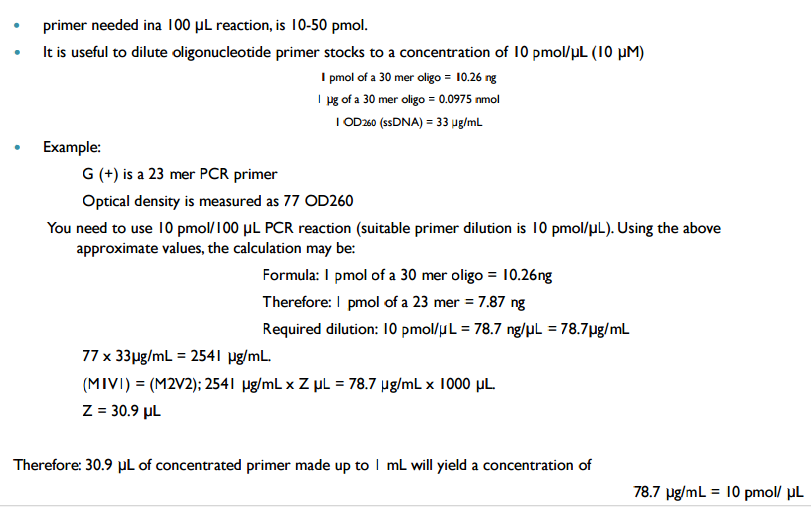 • primer needed ina 100 µL reaction, is 10-50 pmol.
• It is useful to dilute oligonucleotide primer stocks to a concentration of 10 pmol/µL (10 µM)
1 pmol of a 30 mer oligo = 10.26 ng
1 µg of a 30 mer oligo = 0.0975 nmol
1 OD260 (ssDNA) = 33 µg/mL
• Example:
G (+) is a 23 mer PCR primer
Optical density is measured as 77 OD260
You need to use 10 pmol/100 µL PCR reaction (suitable primer dilution is 10 pmol/µL). Using the above
approximate values, the calculation may be:
Formula: 1 pmol of a 30 mer oligo = 10.26ng
Therefore: 1 pmol of a 23 mer = 7.87 ng
Required dilution: 10 pmol/µL = 78.7 ng/µL = 78.7µg/mL
77 x 33µg/mL = 2541 µg/mL.
(M1V1) = (M2V2); 2541 µg/mL x Z µL = 78.7 µg/mL x 1000 µL.
Z = 30.9 µL
Therefore: 30.9 µL of concentrated primer made up to 1 mL will yield a concentration of
78.7 µg/mL = 10 pmol/ µL